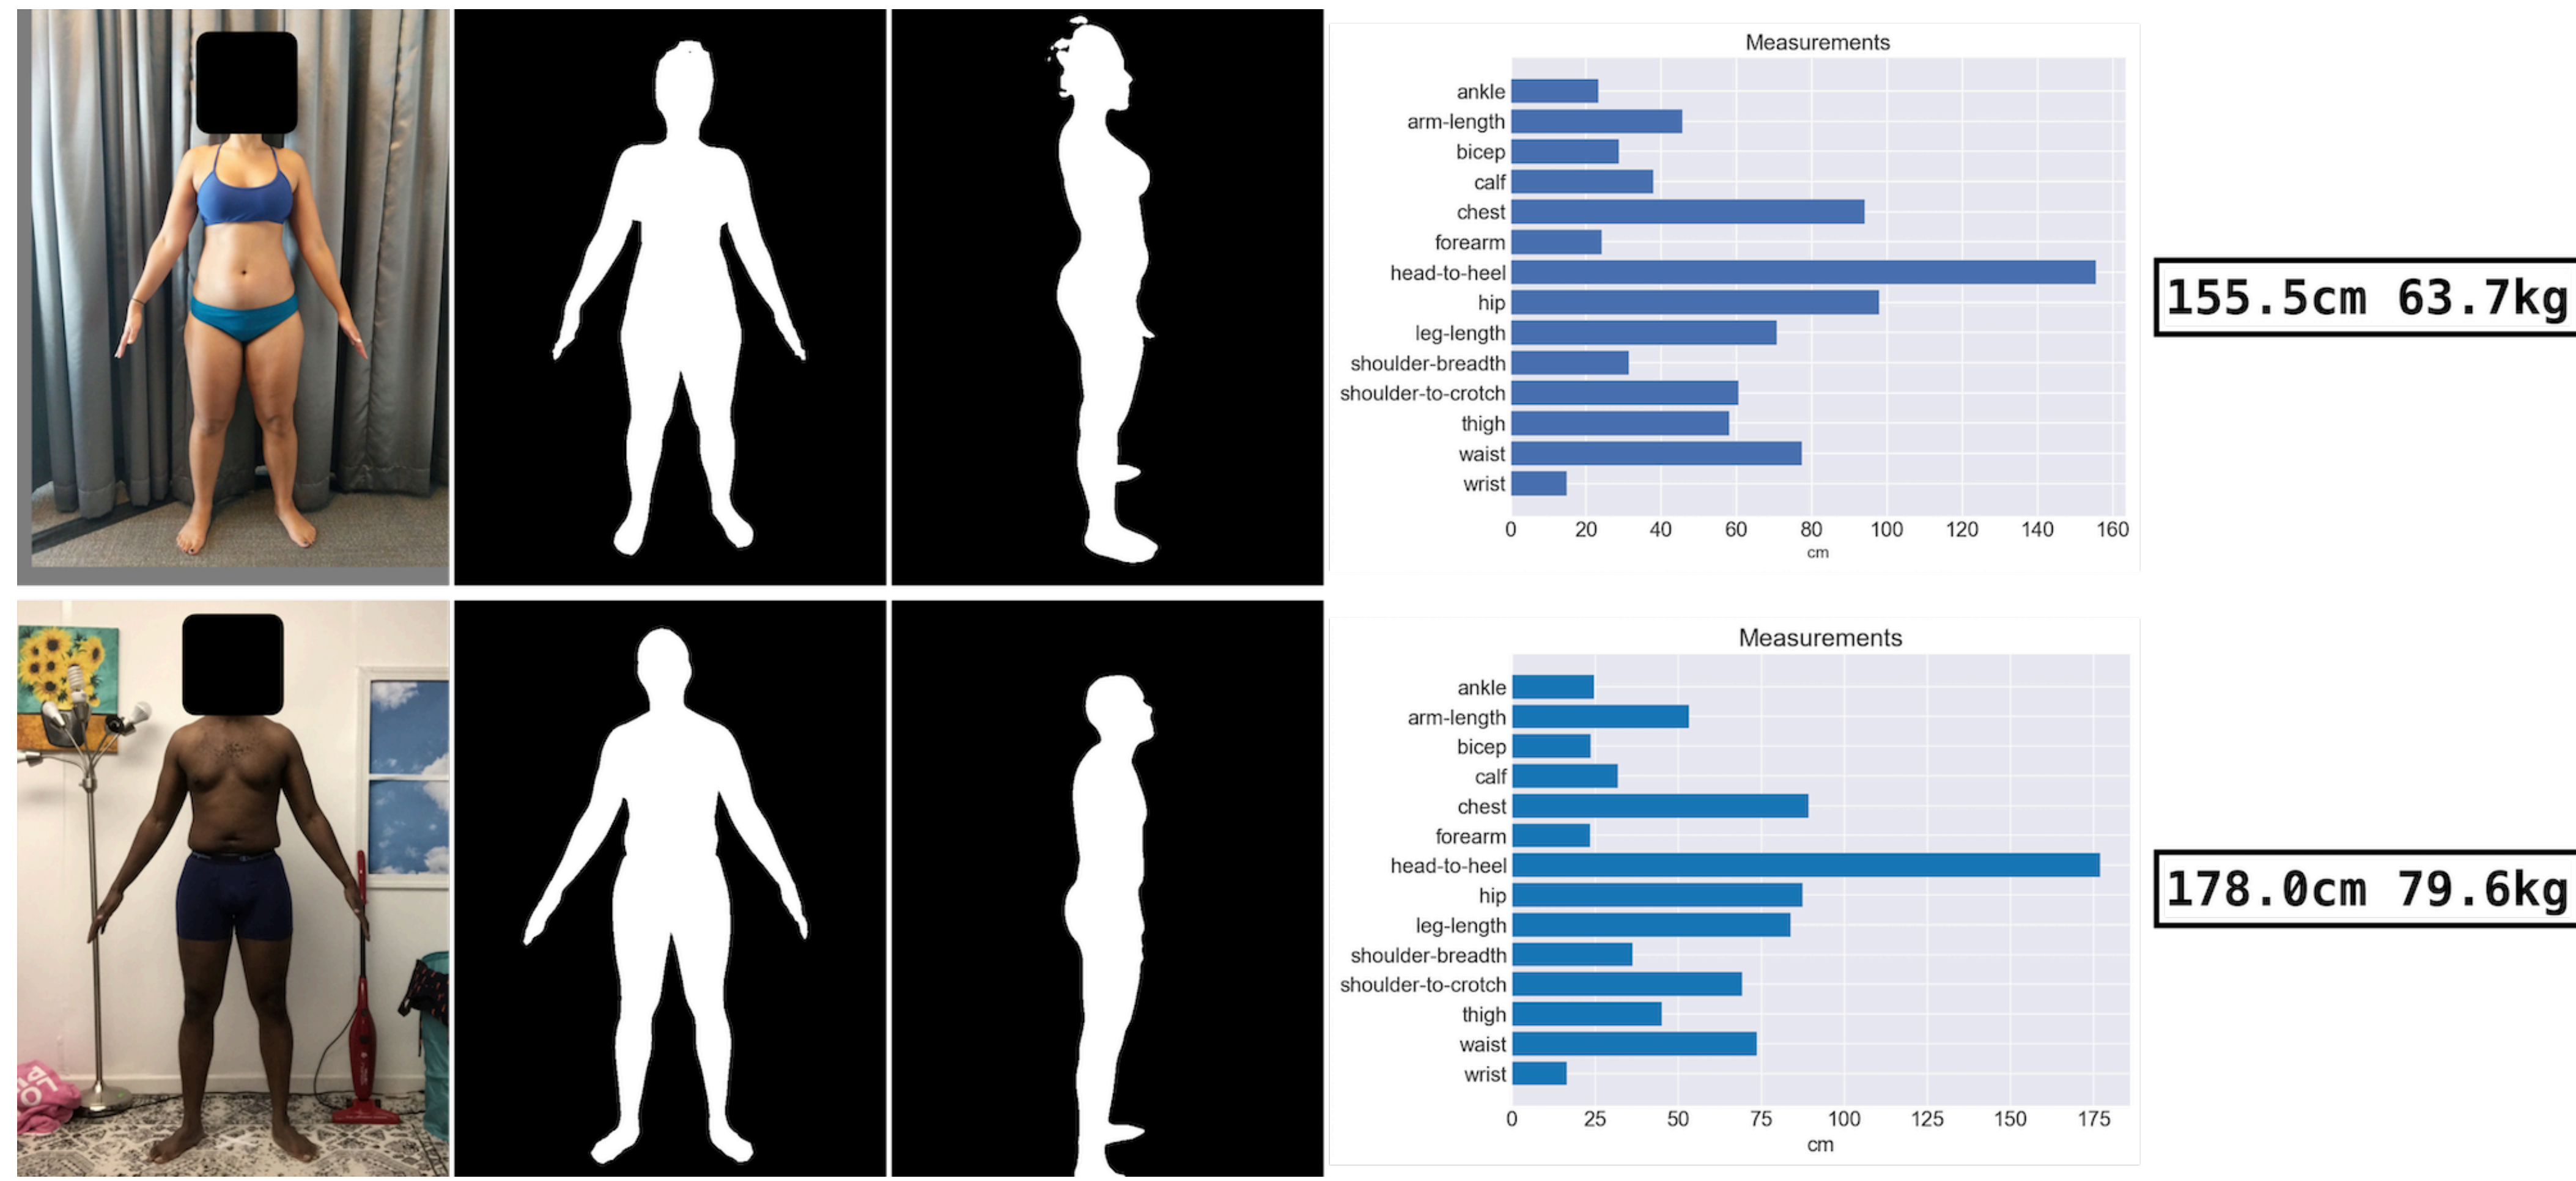 Measurements
ankle
arm-length
bicep
calf
chest
forearm
head-to-heel
hip
leg-length
shoulder-breadth
shoulder-to-crotch
thigh
waist
wrist
0 20 40 60 80 100 120 140 160
cm
155.5cm 63.7kg
Measurements
ankle
arm-length
bicep
calf
chest
forearm
head-to-heel
hip
leg-length
shoulder-breadth
shoulder-to-crotch
thigh
waist
wrist
0 25 50 75 100 125 150 175
cm
178.0cm 79.6kg